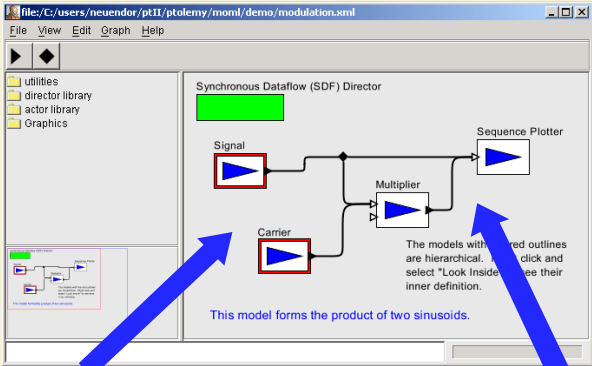 file:/C:/users/neuendor/ptII/ptolemy/moml/demo/modulation.xml
File View Edit Graph Help
utilities
director library
actor library
Graphics
Synchronous Dataflow (SDF) Director
Signal
Sequence Plotter
Multiplier
Carrier
The models with red outlines
are hierarchical. click and
select "Look Inside" see their
inner definition.
This model forms the product of two sinusoids.